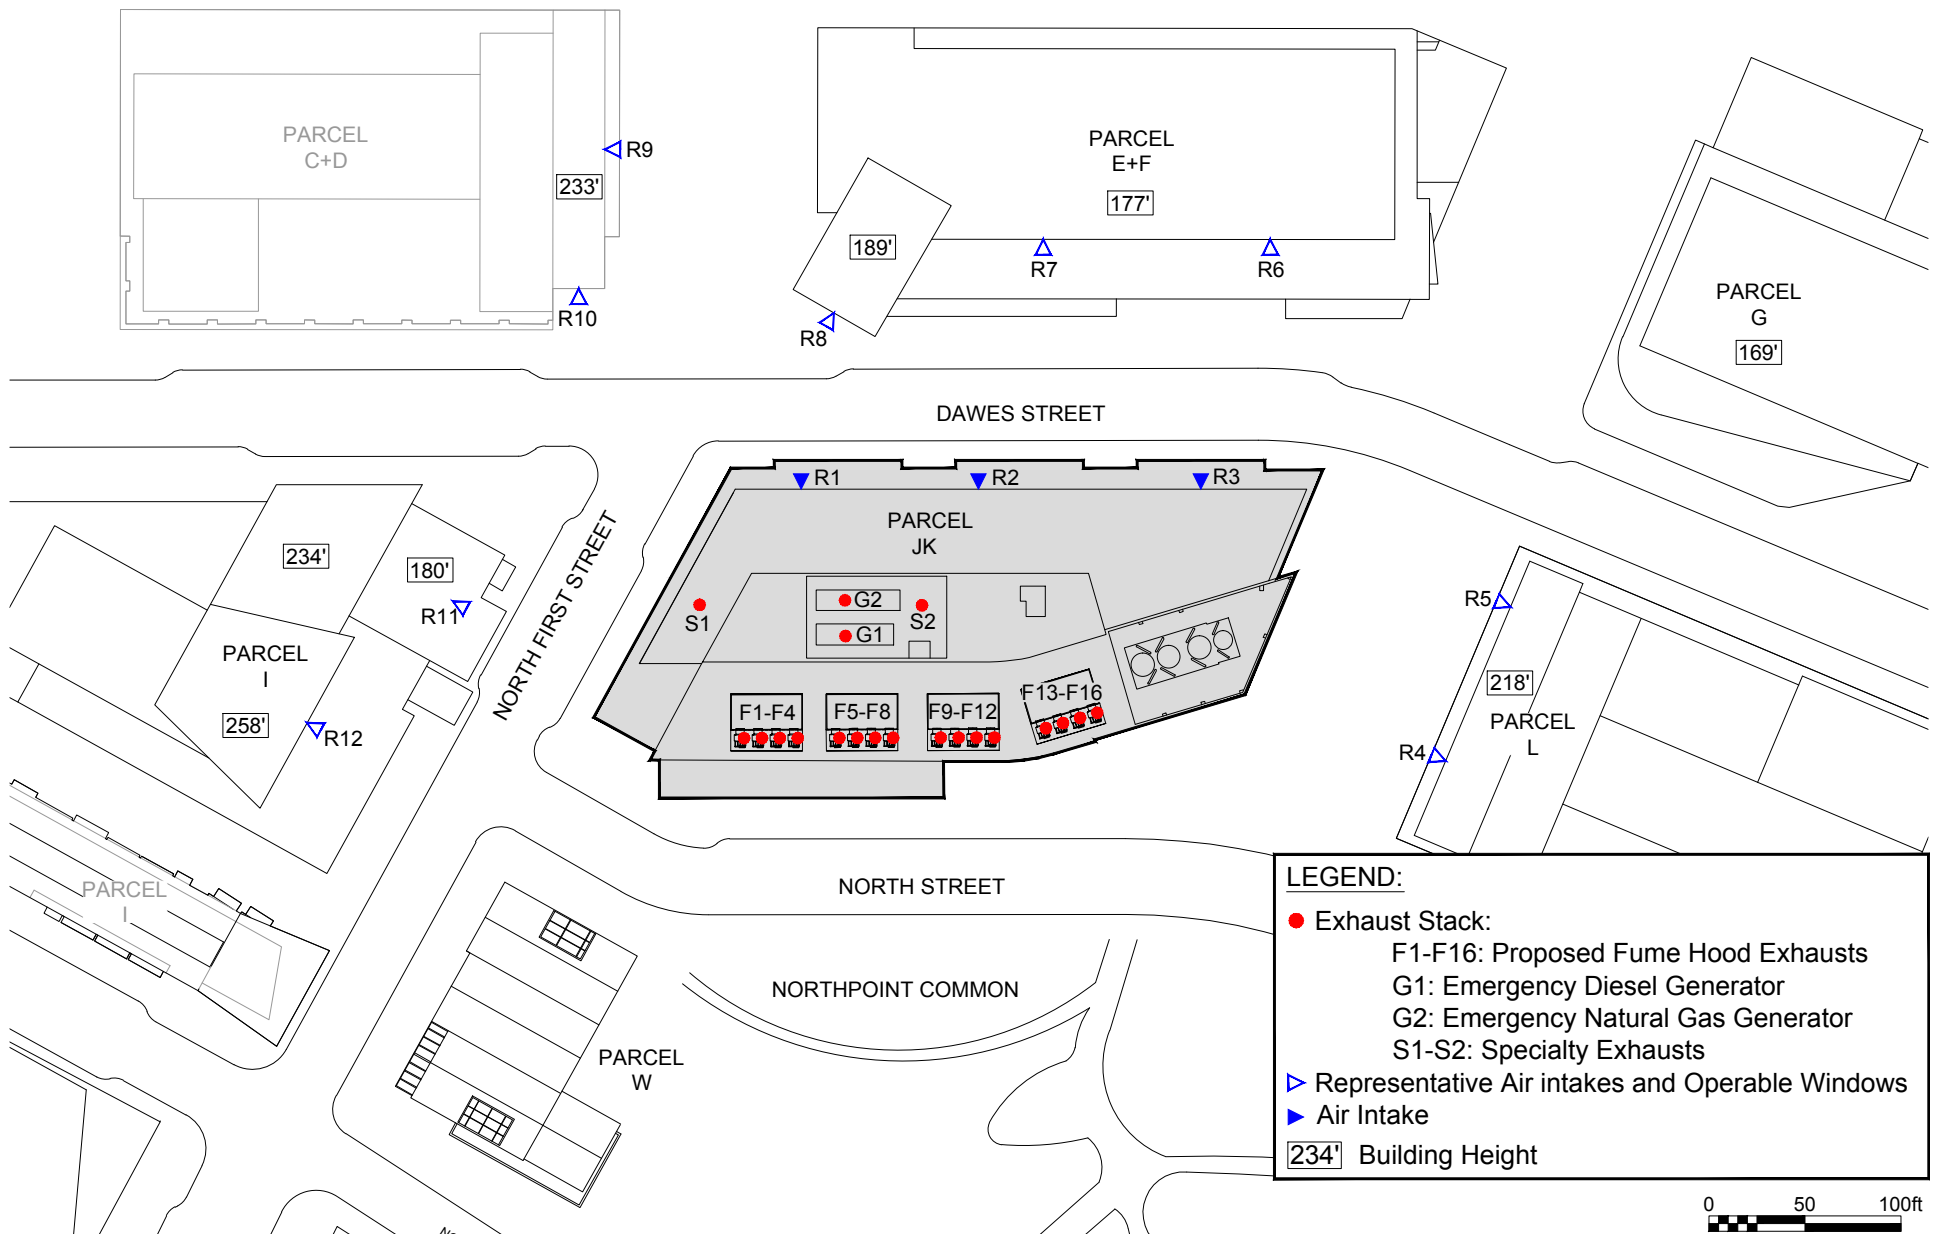 PARCEL
C+D
233'
R9
R10
PARCEL
E+F
177'
189'
R7
R6
R8
PARCEL
G
169'
DAWES STREET
R1
R2
R3
PARCEL
JK
234'
180'
R11
NORTH FIRST STREET
S1
G2
G1
S2
R5
PARCEL
I
258'
R12
F1-F4
F5-F8
F9-F12
F13-F16
218'
PARCEL
L
R4
PARCEL
I
NORTH STREET
NORTHPOINT COMMON
PARCEL
W
LEGEND:
Exhaust Stack:
F1-F16: Proposed Fume Hood Exhausts
G1: Emergency Diesel Generator
G2: Emergency Natural Gas Generator
S1-S2: Specialty Exhausts
Representative Air intakes and Operable Windows
Air Intake
234' Building Height
0 50 100ft